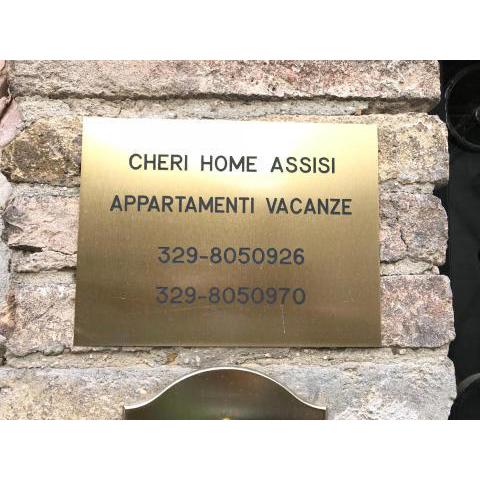 CHERI HOME ASSISI
APPARTAMENTI VACANZE
329-8050926
329-8050970